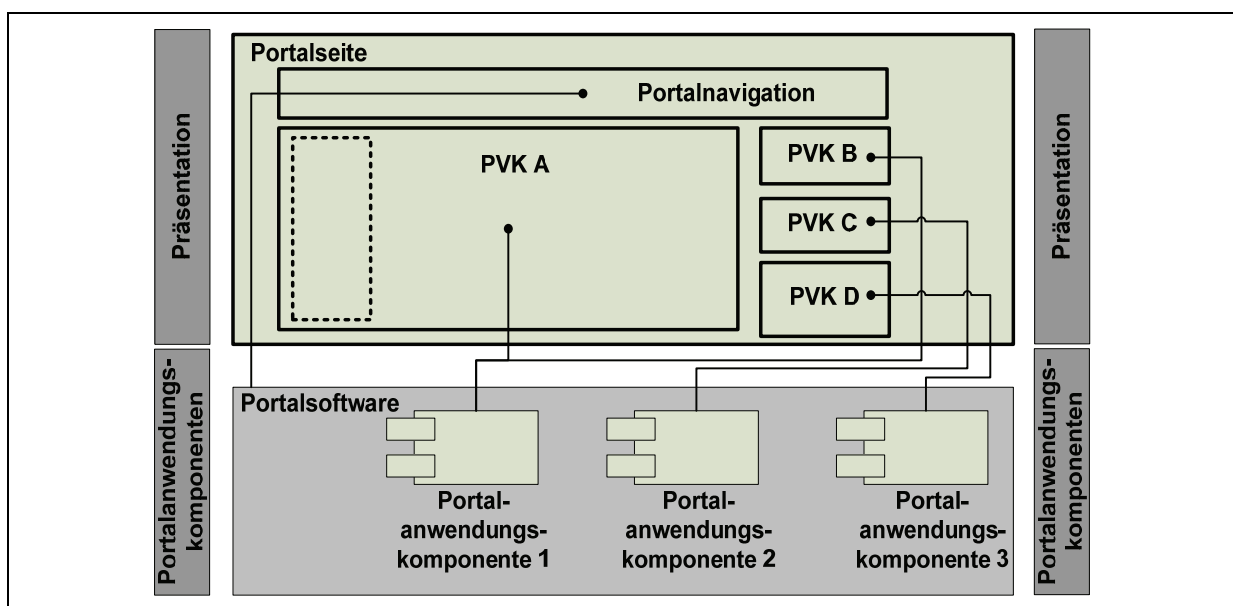 Präsentation
Portalseite
Portalnavigation
PVK A
PVK B
PVK C
PVK D
Präsentation
Portalanwendungs-
komponenten
Portalsoftware
Portal-
anwendungs-
komponente 1
Portal-
anwendungs-
komponente 2
Portal-
anwendungs-
komponente 3
Portalanwendungs-
komponenten